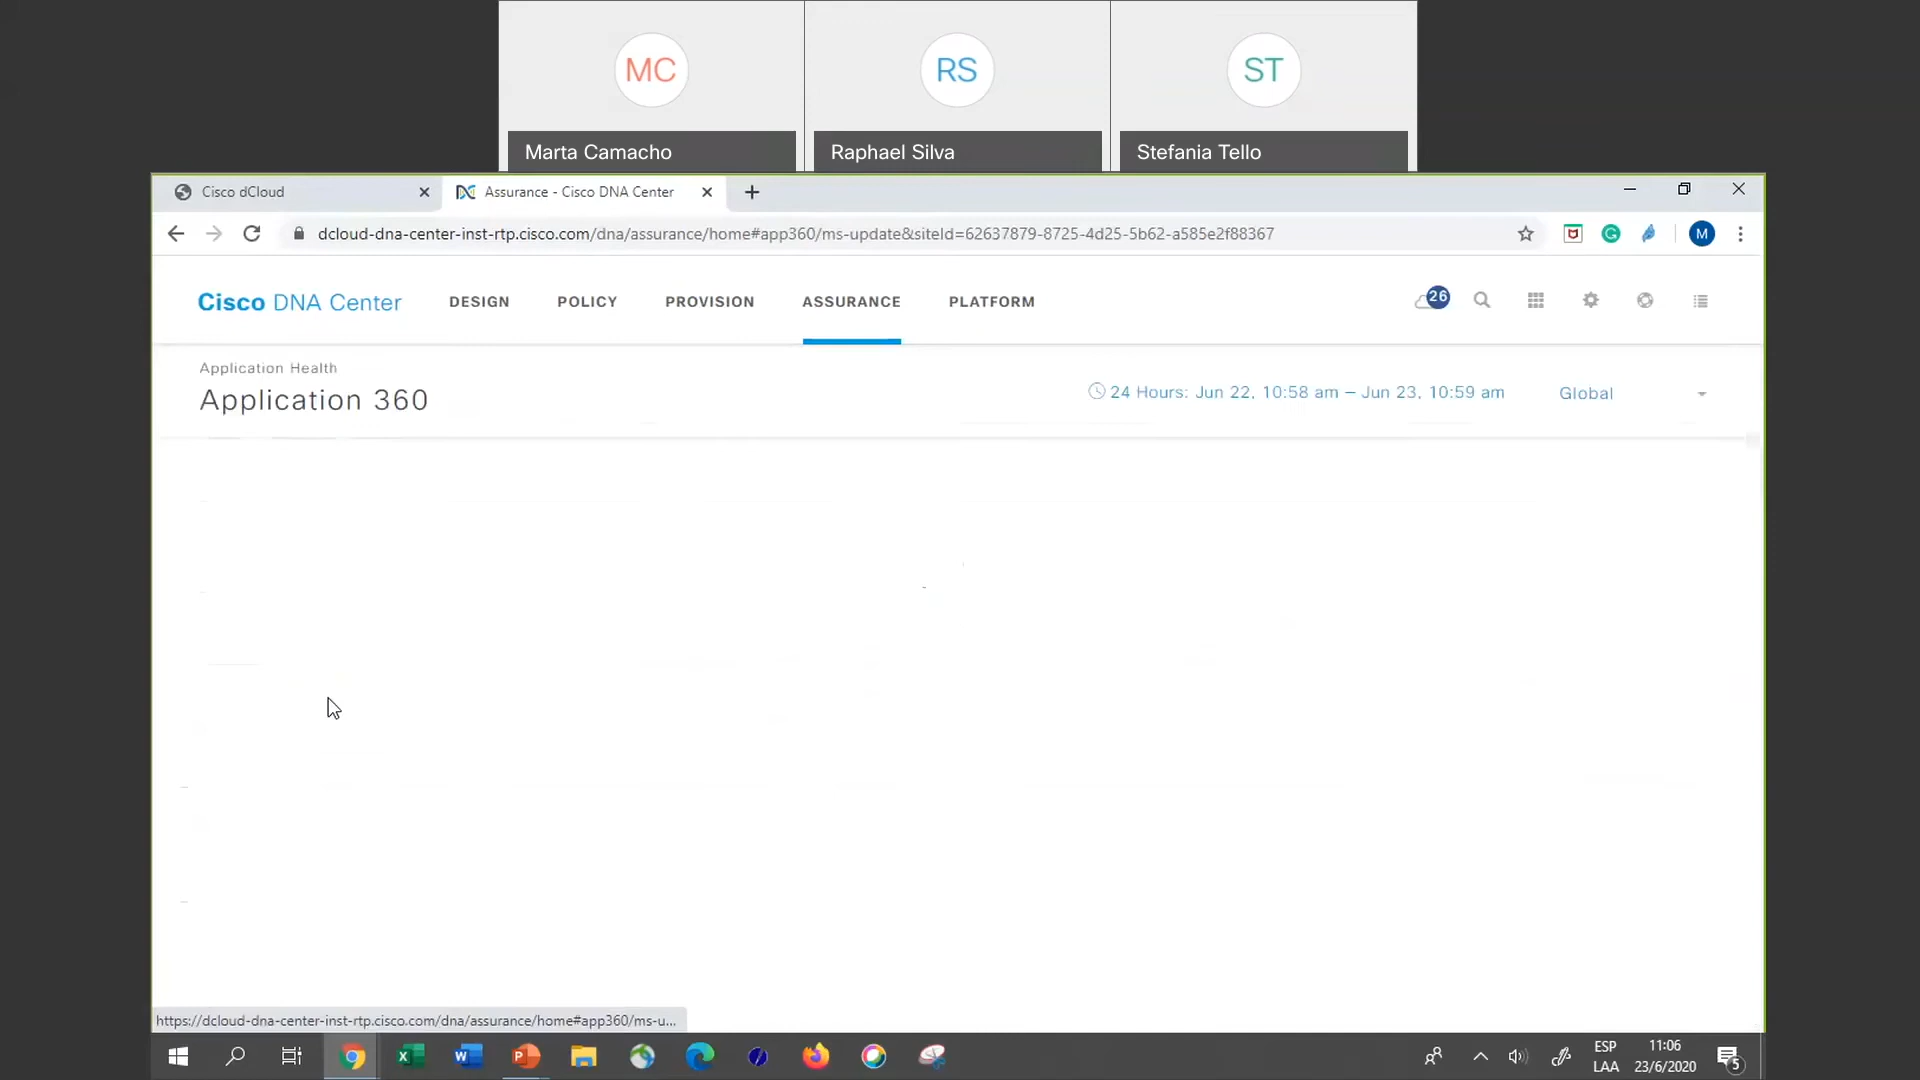 MC
RS
ST
Marta Camacho
Raphael Silva
Stefania Tello
Cisco dCloud
Assurance - Cisco DNA Center
dcloud-dna-center-inst-rtp.cisco.com/dna/assurance/home#app360/ms-update&siteId=62637879-8725-4d25-5b62-a585e2f88367
M
Cisco DNA Center
DESIGN
POLICY
PROVISION
ASSURANCE
PLATFORM
26
Application Health
Application 360
24 Hours: Jun 22, 10:58 am – Jun 23, 10:59 am
Global
https://dcloud-dna-center-inst-rtp.cisco.com/dna/assurance/home#app360/ms-u...
ESP
LAA
11:06
23/6/2020
5